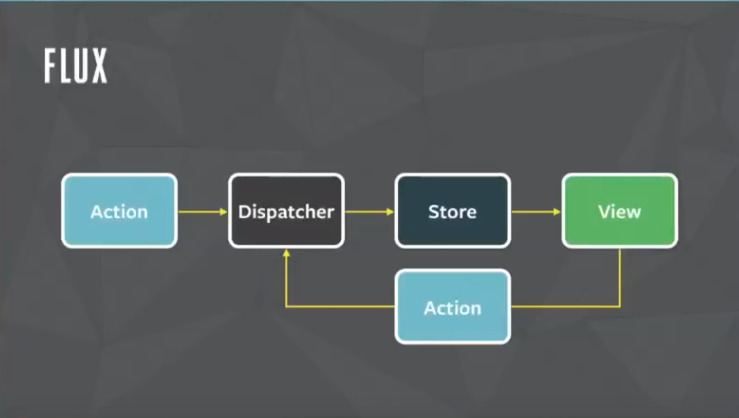 FLUX
Action
Dispatcher
Store
View
Action